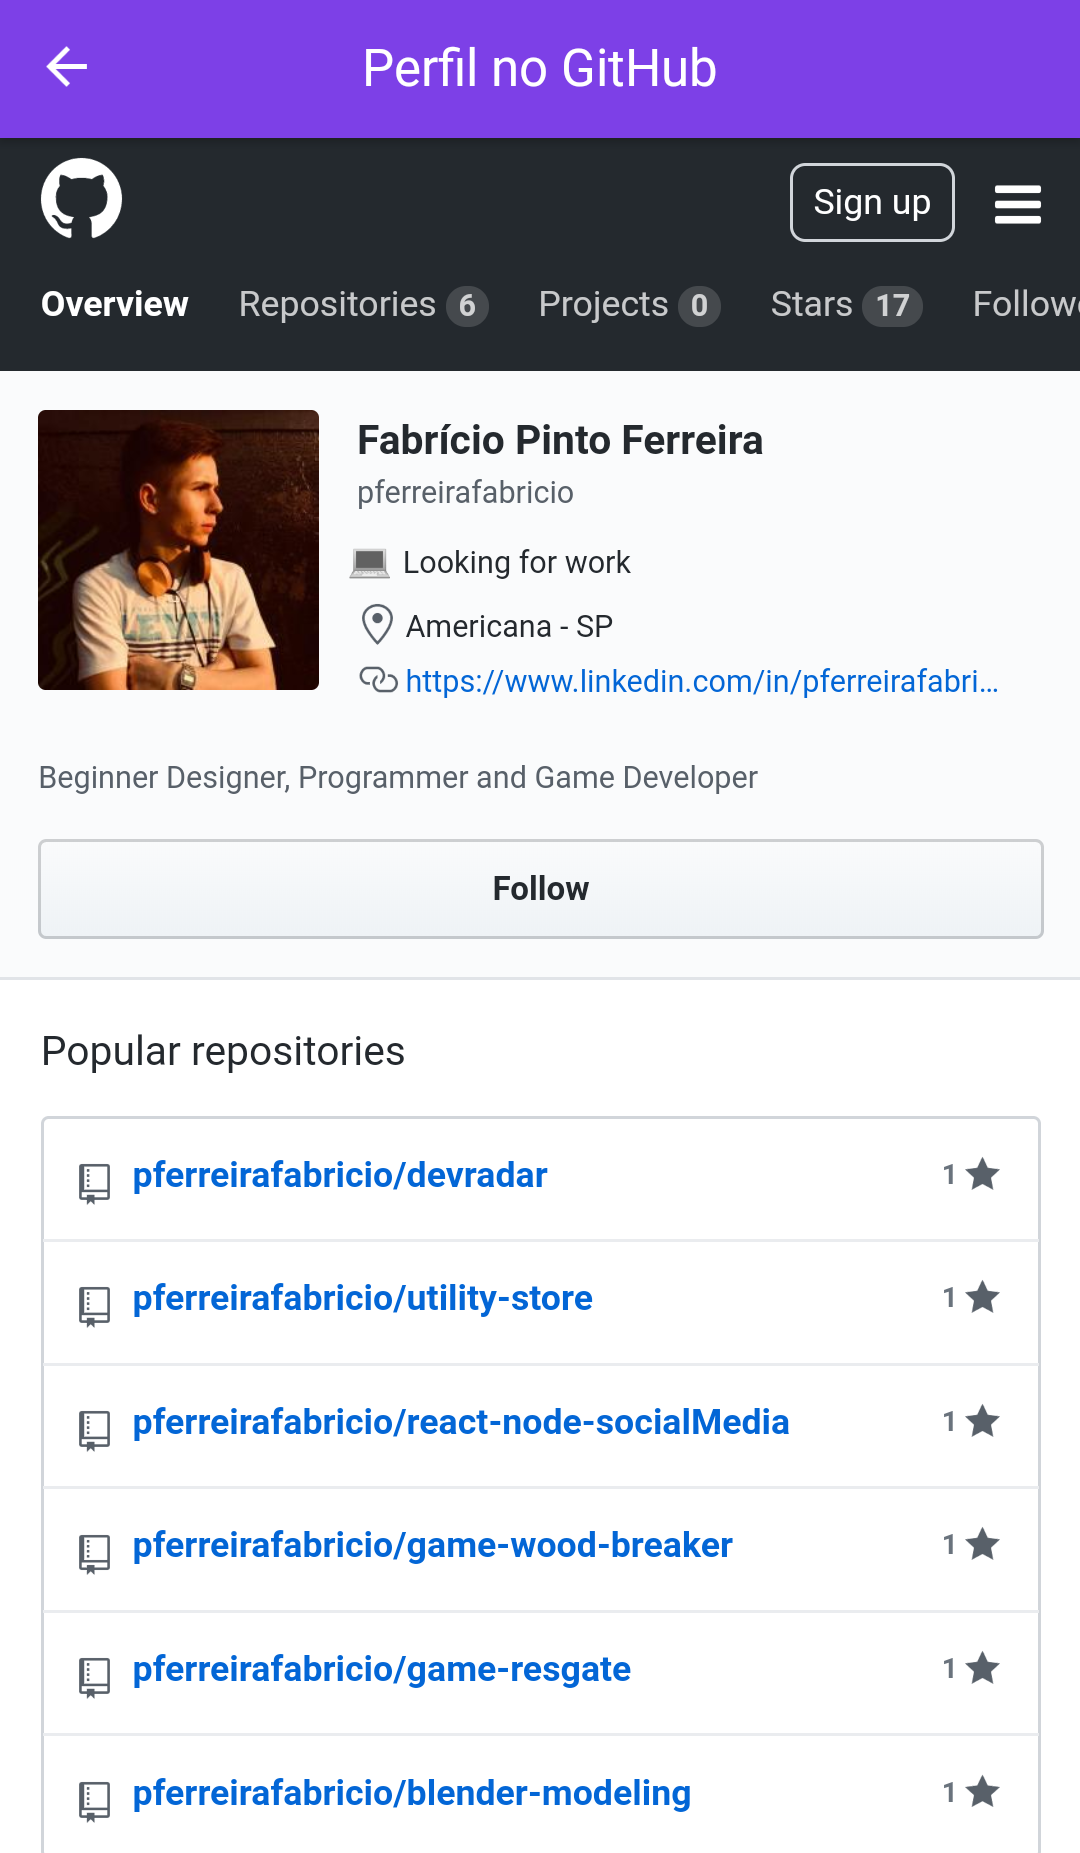 Perfil no GitHub
Sign up
Overview Repositories 6 Projects 0 Stars 17 Follow
Fabrício Pinto Ferreira
pferreirafabricio
Looking for work
Americana - SP
https://www.linkedin.com/in/pferreirafabri...
Beginner Designer, Programmer and Game Developer
Follow
Popular repositories
pferreirafabricio/devradar 1
pferreirafabricio/utility-store 1
pferreirafabricio/react-node-socialMedia 1
pferreirafabricio/game-wood-breaker 1
pferreirafabricio/game-resgate 1
pferreirafabricio/blender-modeling 1